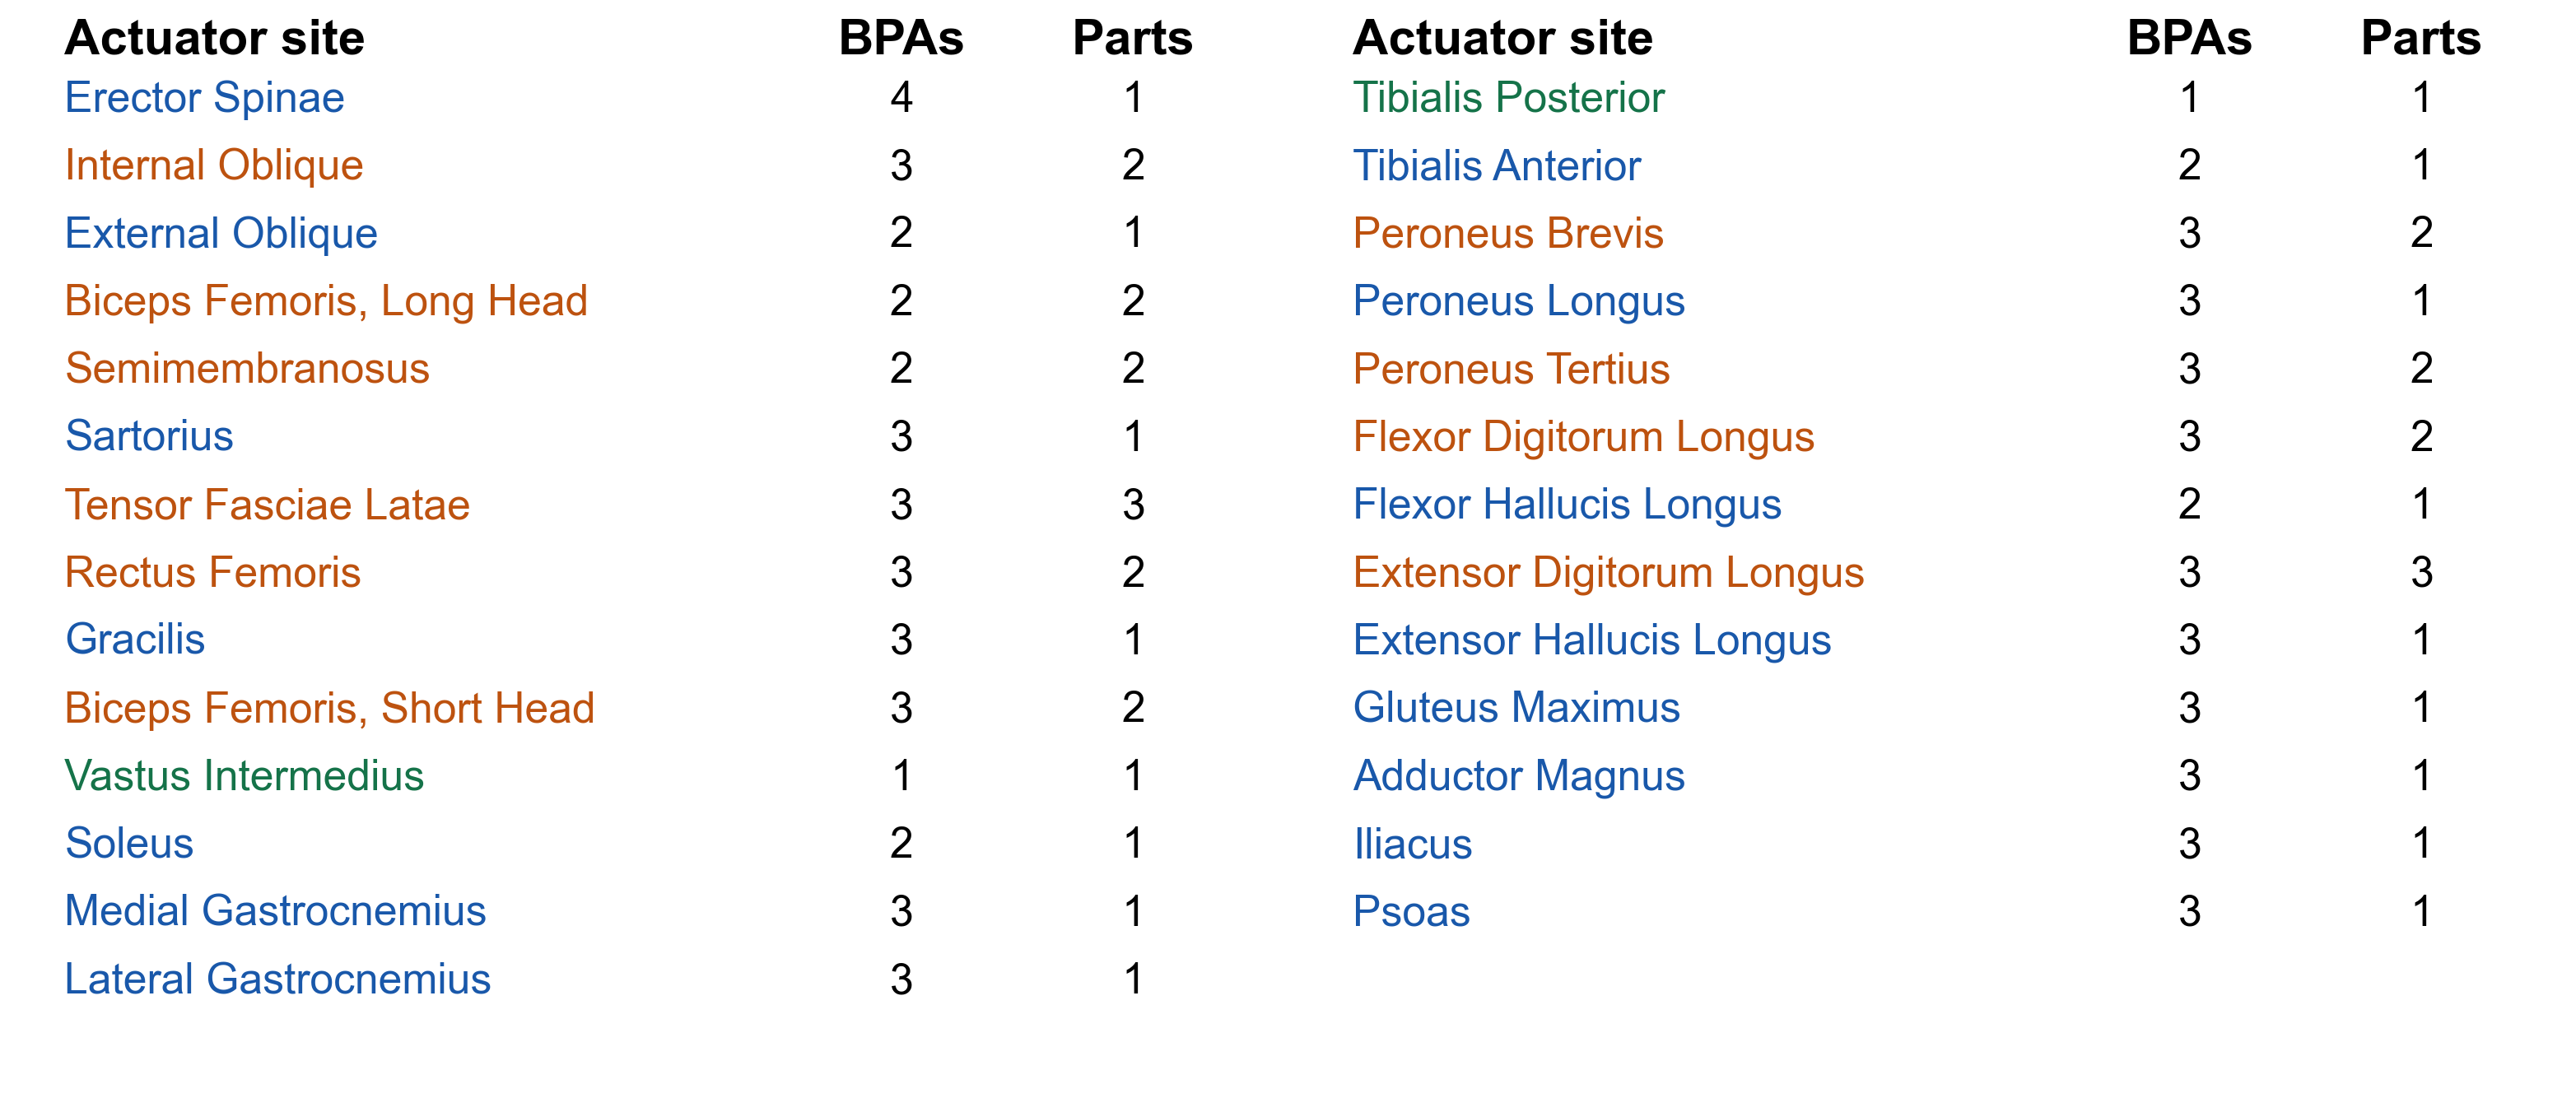 Actuator site BPAs Parts
Erector Spinae 4 1
Internal Oblique 3 2
External Oblique 2 1
Biceps Femoris, Long Head 2 2
Semimembranosus 2 2
Sartorius 3 1
Tensor Fasciae Latae 3 3
Rectus Femoris 3 2
Gracilis 3 1
Biceps Femoris, Short Head 3 2
Vastus Intermedius 1 1
Soleus 2 1
Medial Gastrocnemius 3 1
Lateral Gastrocnemius 3 1
Actuator site BPAs Parts
Tibialis Posterior 1 1
Tibialis Anterior 2 1
Peroneus Brevis 3 2
Peroneus Longus 3 1
Peroneus Tertius 3 2
Flexor Digitorum Longus 3 2
Flexor Hallucis Longus 2 1
Extensor Digitorum Longus 3 3
Extensor Hallucis Longus 3 1
Gluteus Maximus 3 1
Adductor Magnus 3 1
Iliacus 3 1
Psoas 3 1